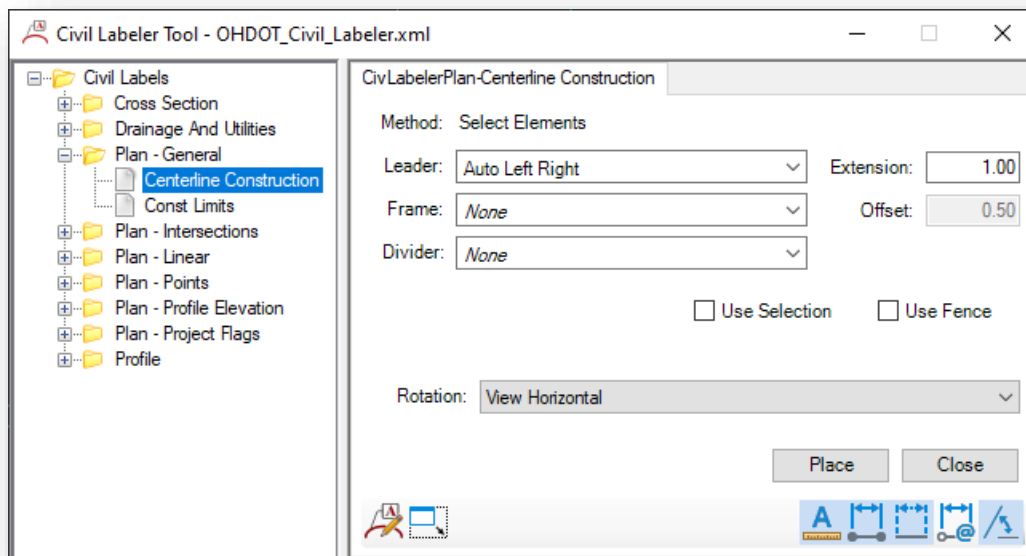 Civil Labeler Tool - OHDOT_Civil_Labeler.xml
Civil Labels
Cross Section
Drainage And Utilities
Plan - General
Centerline Construction
Const Limits
Plan - Intersections
Plan - Linear
Plan - Points
Plan - Profile Elevation
Plan - Project Flags
Profile
CivLabelerPlan-Centerline Construction
Method: Select Elements
Leader: Auto Left Right Extension: 1.00
Frame: None Offset: 0.50
Divider: None
Use Selection Use Fence
Rotation: View Horizontal
Place Close